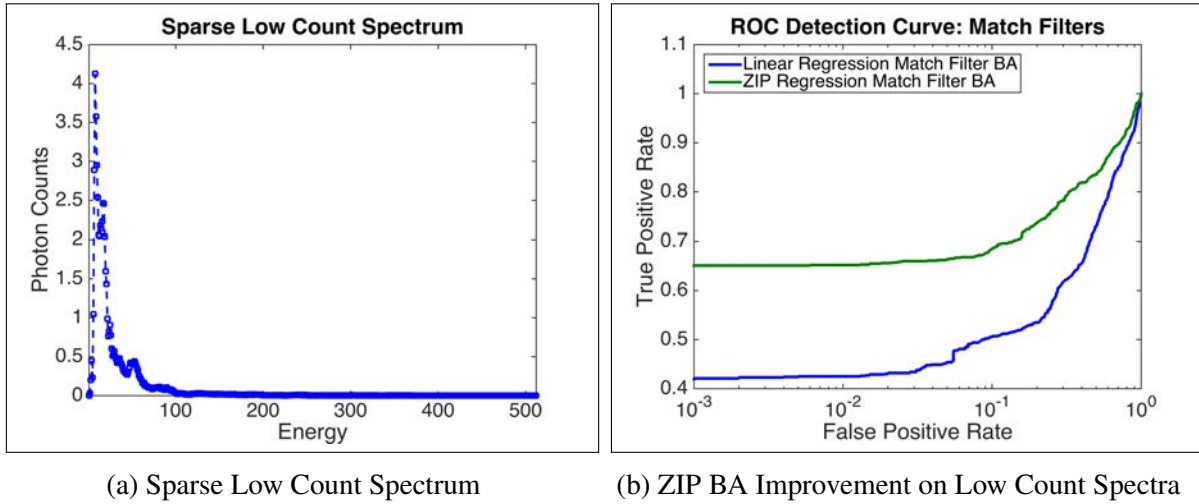 Sparse Low Count Spectrum
4.5
4
3.5
3
2.5
2
1.5
1
0.5
0
Photon Counts
100 200 300 400 500
Energy
ROC Detection Curve: Match Filters
1.1
1
0.9
0.8
0.7
0.6
0.5
0.4
True Positive Rate
Linear Regression Match Filter BA
ZIP Regression Match Filter BA
10^-3 10^-2 10^-1 10^0
False Positive Rate
(a) Sparse Low Count Spectrum
(b) ZIP BA Improvement on Low Count Spectra